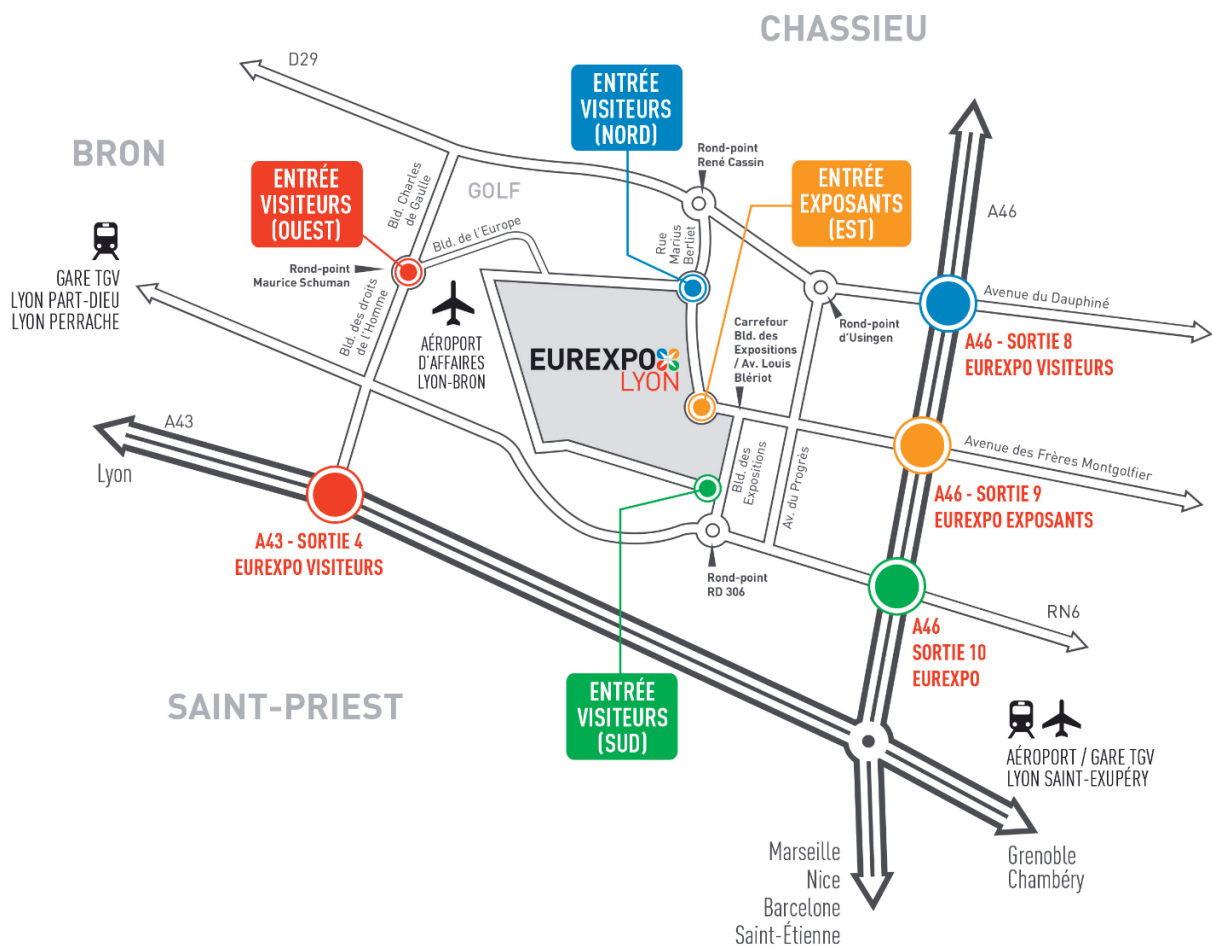 CHASSIEU
D29
ENTRÉE
VISITEURS
(NORD)
BRON
Rond-point
René Cassin
ENTRÉE
VISITEURS
(OUEST)
Bld. Charles
de Gaulle
GOLF
ENTRÉE
EXPOSANTS
(EST)
A46
Bld. de l'Europe
Rue
Marius
Berliet
GARE TGV
LYON PART-DIEU
LYON PERRACHE
Rond-point
Maurice Schuman
Bld. des droits
de l'Homme
AÉROPORT
D'AFFAIRES
LYON-BRON
EUREXPO
LYON
Carrefour
Bld. des
Expositions
/ Av. Louis
Blériot
Rond-point
d'Usingen
Avenue du Dauphiné
A46 - SORTIE 8
EUREXPO VISITEURS
A43
Lyon
Bld. des
Expositions
Av. du Progrès
Avenue des Frères Montgolfier
A46 - SORTIE 9
EUREXPO EXPOSANTS
A43 - SORTIE 4
EUREXPO VISITEURS
Rond-point
RD 306
RN6
A46
SORTIE 10
EUREXPO
SAINT-PRIEST
ENTRÉE
VISITEURS
(SUD)
AÉROPORT / GARE TGV
LYON SAINT-EXUPÉRY
Marseille
Nice
Barcelone
Saint-Étienne
Grenoble
Chambéry